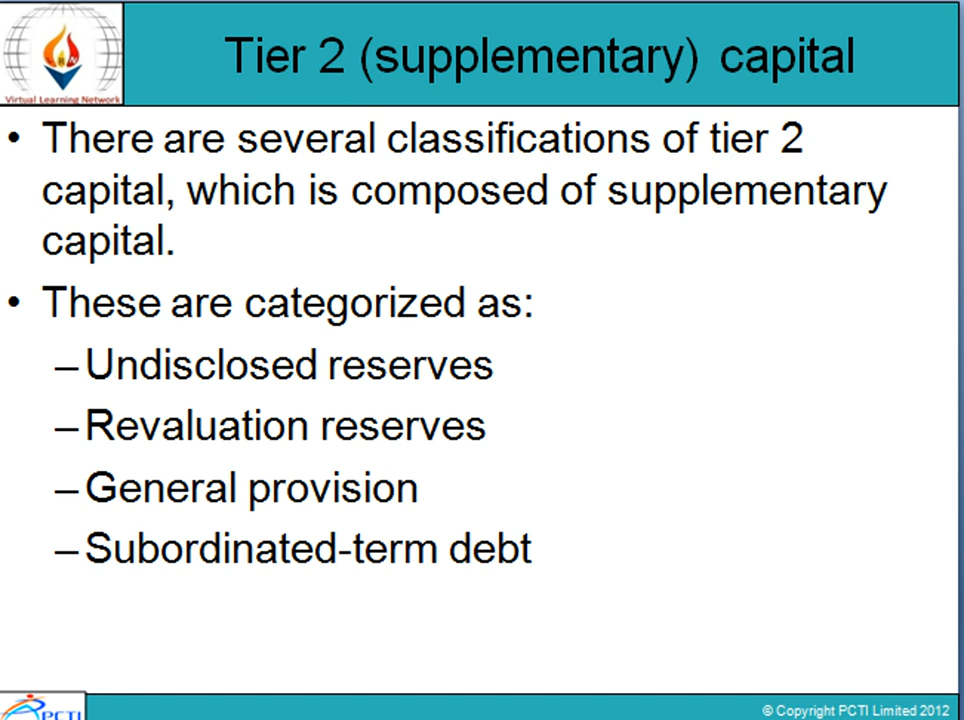 Tier 2 (supplementary) capital
Virtual Learning Network
• There are several classifications of tier 2
capital, which is composed of supplementary
capital.
• These are categorized as:
–Undisclosed reserves
–Revaluation reserves
–General provision
–Subordinated-term debt
PCTI
© Copyright PCTI Limited 2012